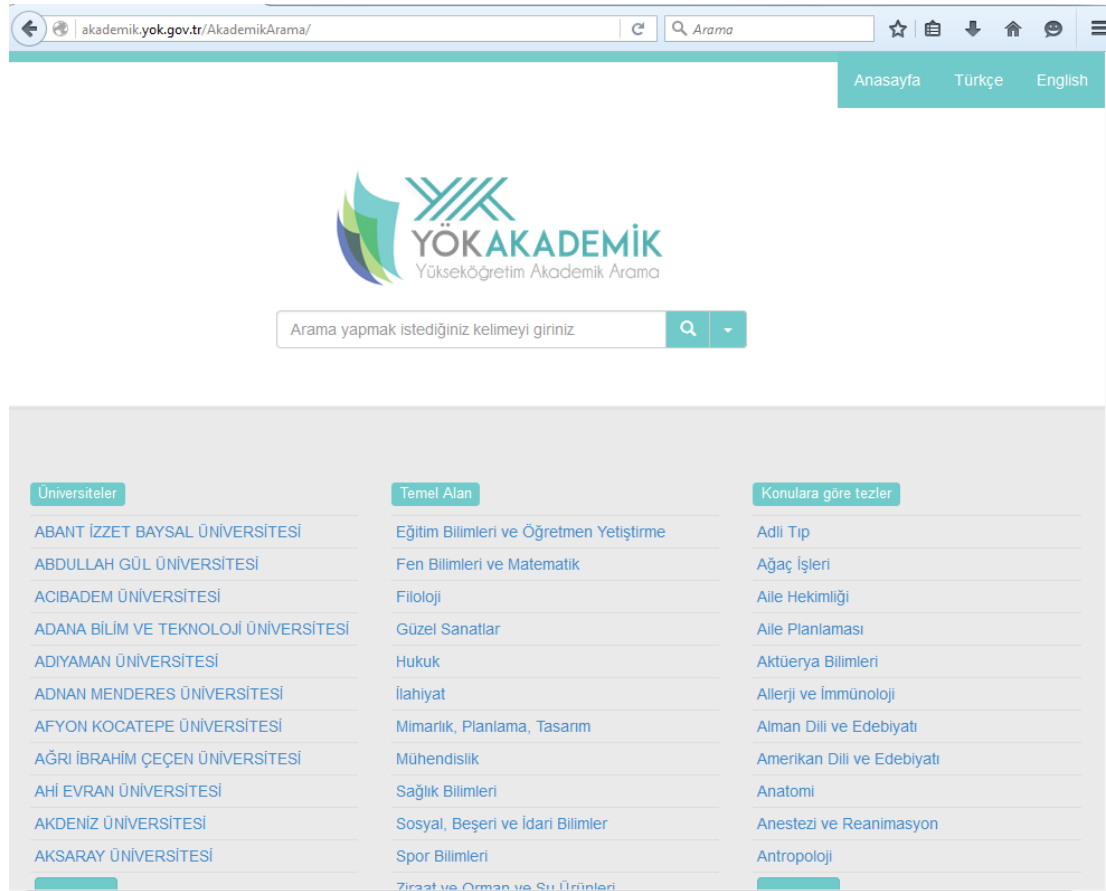 akademik.yok.gov.tr/AkademikArama/
Arama
Anasayfa Türkçe English
YÖKAKADEMİK
Yükseköğretim Akademik Arama
Arama yapmak istediğiniz kelimeyi giriniz
Üniversiteler
ABANT İZZET BAYSAL ÜNİVERSİTESİ
ABDULLAH GÜL ÜNİVERSİTESİ
ACIBADEM ÜNİVERSİTESİ
ADANA BİLİM VE TEKNOLOJİ ÜNİVERSİTESİ
ADIYAMAN ÜNİVERSİTESİ
ADNAN MENDERES ÜNİVERSİTESİ
AFYON KOCATEPE ÜNİVERSİTESİ
AĞRI İBRAHİM ÇEÇEN ÜNİVERSİTESİ
AHİ EVRAN ÜNİVERSİTESİ
AKDENİZ ÜNİVERSİTESİ
AKSARAY ÜNİVERSİTESİ
Temel Alan
Eğitim Bilimleri ve Öğretmen Yetiştirme
Fen Bilimleri ve Matematik
Filoloji
Güzel Sanatlar
Hukuk
İlahiyat
Mimarlık, Planlama, Tasarım
Mühendislik
Sağlık Bilimleri
Sosyal, Beşeri ve İdari Bilimler
Spor Bilimleri
Ziraat ve Orman ve Su Ürünleri
Konulara göre tezler
Adli Tıp
Ağaç İşleri
Aile Hekimliği
Aile Planlaması
Aktüerya Bilimleri
Allerji ve İmmünoloji
Alman Dili ve Edebiyatı
Amerikan Dili ve Edebiyatı
Anatomi
Anestezi ve Reanimasyon
Antropoloji